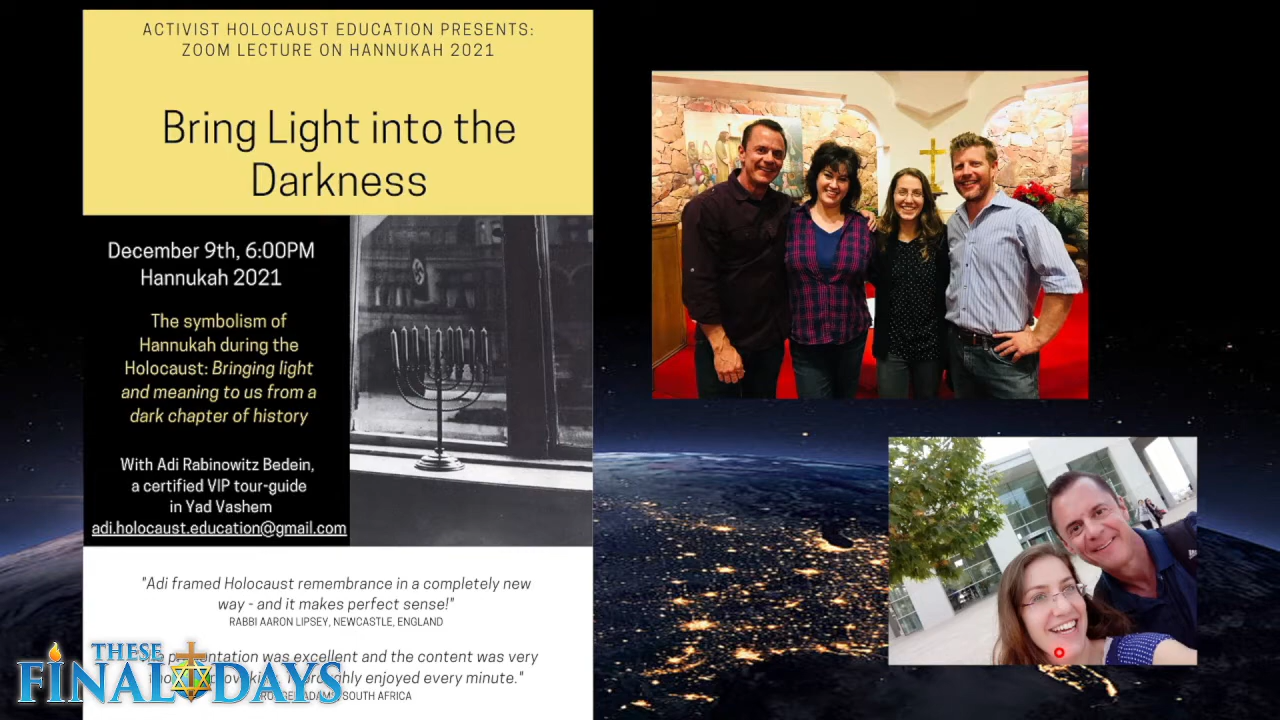 ACTIVIST HOLOCAUST EDUCATION PRESENTS:
ZOOM LECTURE ON HANNUKAH 2021
Bring Light into the
Darkness
December 9th, 6:00PM
Hannukah 2021
The symbolism of
Hannukah during the
Holocaust: Bringing light
and meaning to us from a
dark chapter of history
With Adi Rabinowitz Bedein,
a certified VIP tour-guide
in Yad Vashem
adi.holocaust.education@gmail.com
"Adi framed Holocaust remembrance in a completely new
way - and it makes perfect sense!"
RABBI AARON LIPSEY, NEWCASTLE, ENGLAND
was excellent and the content was very
enjoyed every minute."
SOUTH AFRICA
THESE
FINAL DAYS